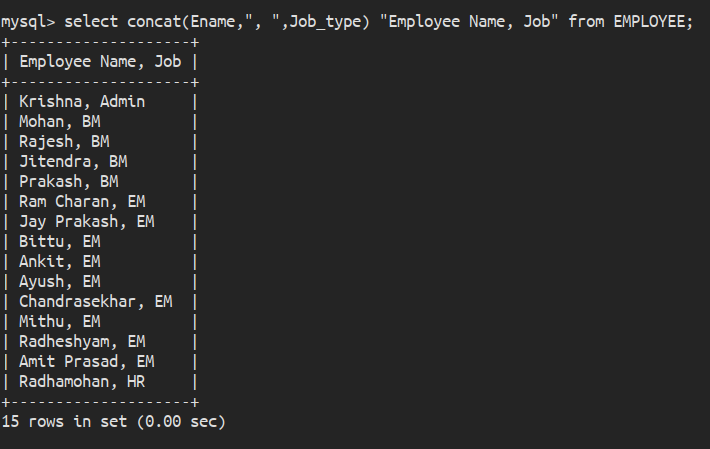 mysql> select concat(Ename,", ",Job_type) "Employee Name, Job" from EMPLOYEE;
+--------------------+
| Employee Name, Job |
+--------------------+
| Krishna, Admin     |
| Mohan, BM          |
| Rajesh, BM         |
| Jitendra, BM       |
| Prakash, BM        |
| Ram Charan, EM     |
| Jay Prakash, EM    |
| Bittu, EM          |
| Ankit, EM          |
| Ayush, EM          |
| Chandrasekhar, EM  |
| Mithu, EM          |
| Radheshyam, EM     |
| Amit Prasad, EM    |
| Radhamohan, HR     |
+--------------------+
15 rows in set (0.00 sec)